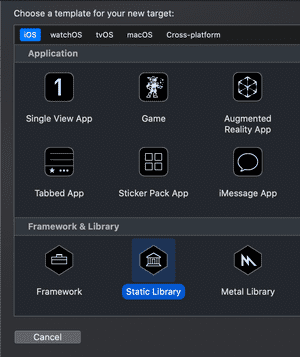 Choose a template for your new target:
iOS watchOS tvOS macOS Cross-platform
Application
1
Single View App Game Augmented
Reality App
Tabbed App Sticker Pack App iMessage App
Framework & Library
Framework Static Library Metal Library
Cancel